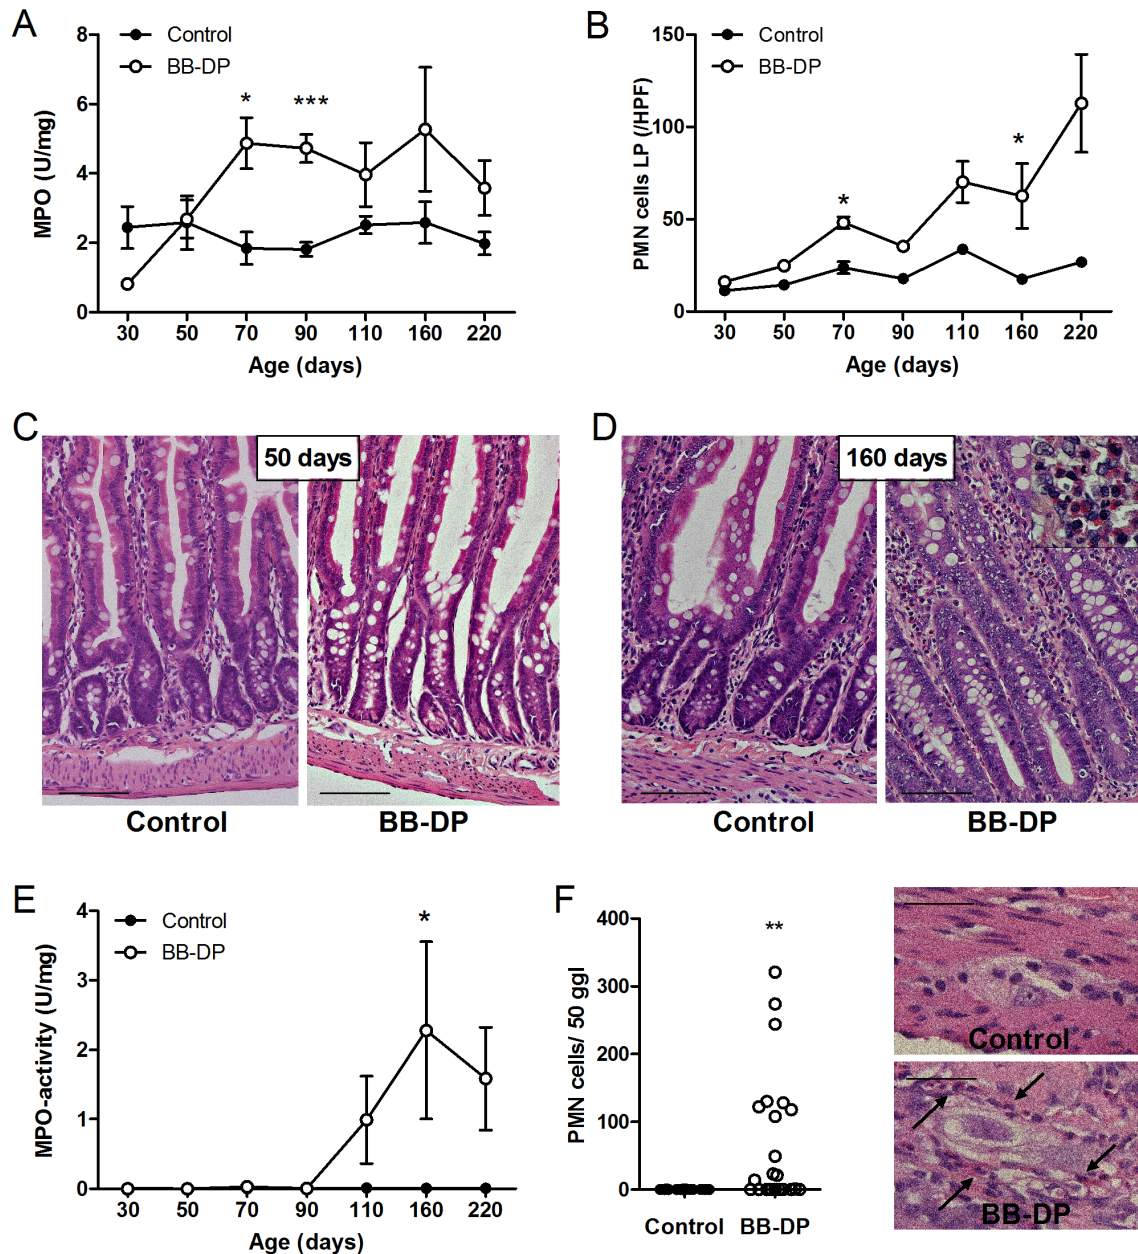 A
MPO (U/mg)
8
6
4
2
0
Control
BB-DP
*
***
30 50 70 90 110 160 220
Age (days)
B
PMN cells LP (/HPF)
150
100
50
0
Control
BB-DP
*
*
30 50 70 90 110 160 220
Age (days)
C
50 days
Control BB-DP
D
160 days
Control BB-DP
E
MPO-activity (U/mg)
4
3
2
1
0
Control
BB-DP
*
30 50 70 90 110 160 220
Age (days)
F
PMN cells/ 50 ggl
400
300
200
100
0
**
Control BB-DP
Control
BB-DP